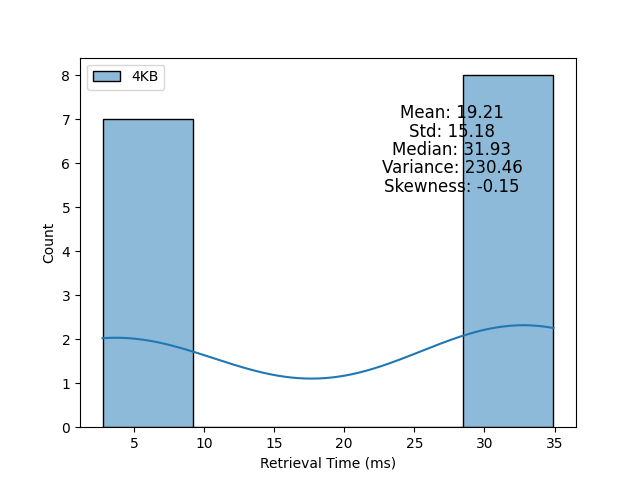 4KB
Mean: 19.21
Std: 15.18
Median: 31.93
Variance: 230.46
Skewness: -0.15
Count
8
7
6
5
4
3
2
1
0
5 10 15 20 25 30 35
Retrieval Time (ms)